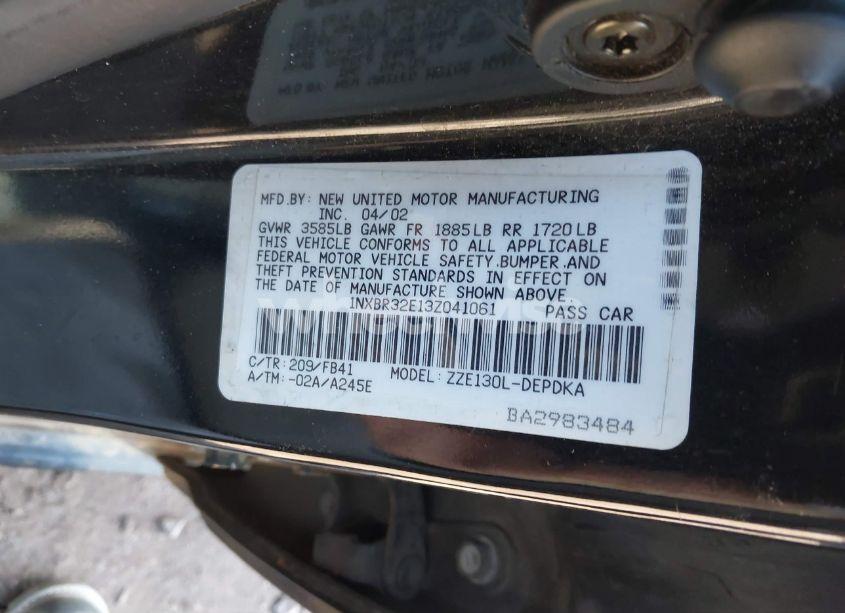 MFD.BY: NEW UNITED MOTOR MANUFACTURING
INC. 04/02
GVWR 3585LB GAWR FR 1885LB RR 1720LB
THIS VEHICLE CONFORMS TO ALL APPLICABLE
FEDERAL MOTOR VEHICLE SAFETY,BUMPER,AND
THEFT PREVENTION STANDARDS IN EFFECT ON
THE DATE OF MANUFACTURE SHOWN ABOVE.
1NXBR32E13Z041061 PASS CAR
C/TR: 209/FB41
A/TM: -02A/A245E MODEL: ZZE130L-DEPDKA
BA2983484